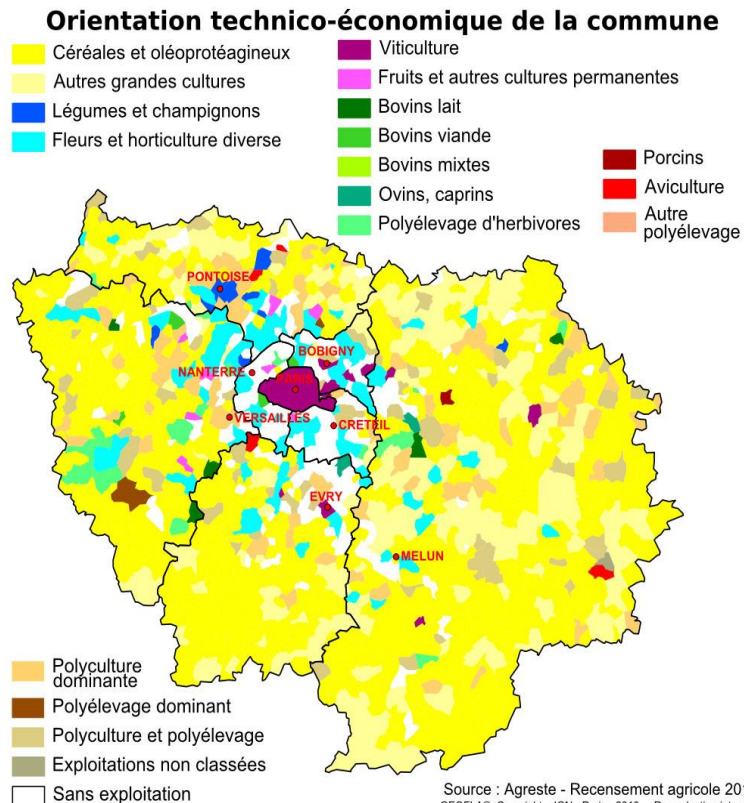 Orientation technico-économique de la commune
Céréales et oléoprotéagineux
Autres grandes cultures
Légumes et champignons
Fleurs et horticulture diverse
Viticulture
Fruits et autres cultures permanentes
Bovins lait
Bovins viande
Bovins mixtes
Ovins, caprins
Polyélevage d'herbivores
Porcins
Aviculture
Autre
polyélevage
PONTOISE
BOBIGNY
NANTERRE
PARIS
VERSAILLES
CRETEIL
EVRY
MELUN
Polyculture
dominante
Polyélevage dominant
Polyculture et polyélevage
Exploitations non classées
Sans exploitation
Source : Agreste - Recensement agricole 201